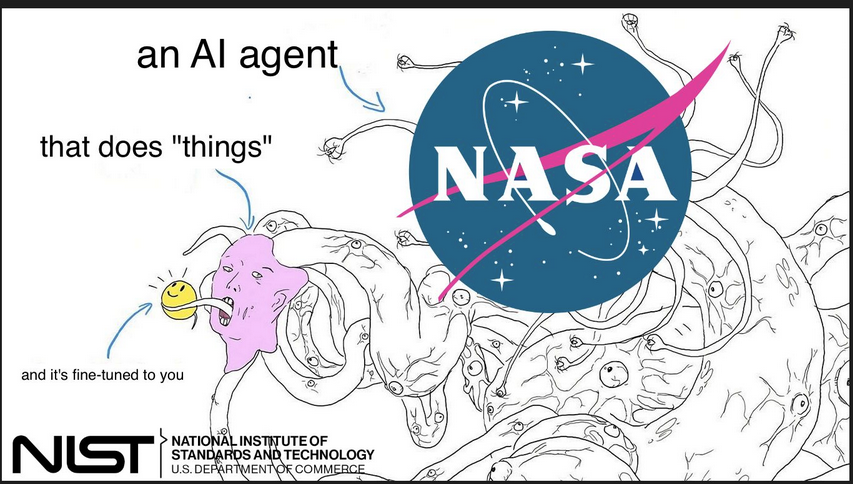 an AI agent
NASA
that does "things"
and it's fine-tuned to you
NIST
NATIONAL INSTITUTE OF
STANDARDS AND TECHNOLOGY
U.S. DEPARTMENT OF COMMERCE